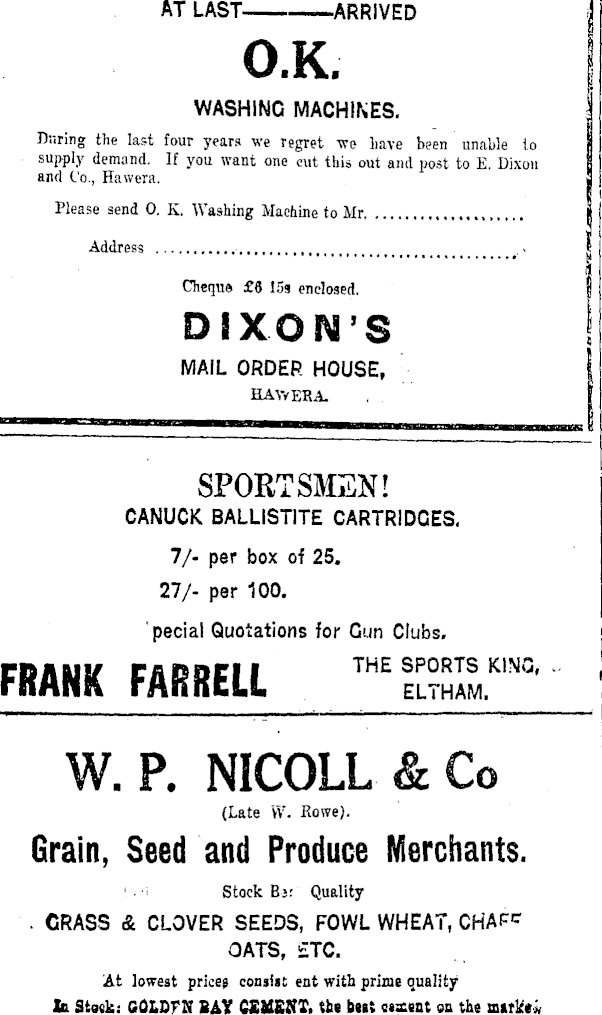 AT LAST————ARRIVED
O.K.
WASHING MACHINES.
During the last four years we regret we have been unable to
supply demand. If you want one cut this out and post to E. Dixon
and Co., Hawera.
Please send O. K. Washing Machine to Mr. ....................
Address ..............................................
Cheque £6 15s enclosed.
DIXON'S
MAIL ORDER HOUSE,
HAWERA.
SPORTSMEN!
CANUCK BALLISTITE CARTRIDGES.
7/- per box of 25.
27/- per 100.
pecial Quotations for Gun Clubs.
FRANK FARRELL THE SPORTS KING,
ELTHAM.
W. P. NICOLL & Co
(Late W. Rowe).
Grain, Seed and Produce Merchants.
Stock Quality
GRASS & CLOVER SEEDS, FOWL WHEAT, CHAFF
OATS, ETC.
At lowest prices consist ent with prime quality
In Stock: GOLDEN BAY CEMENT, the best cement on the market